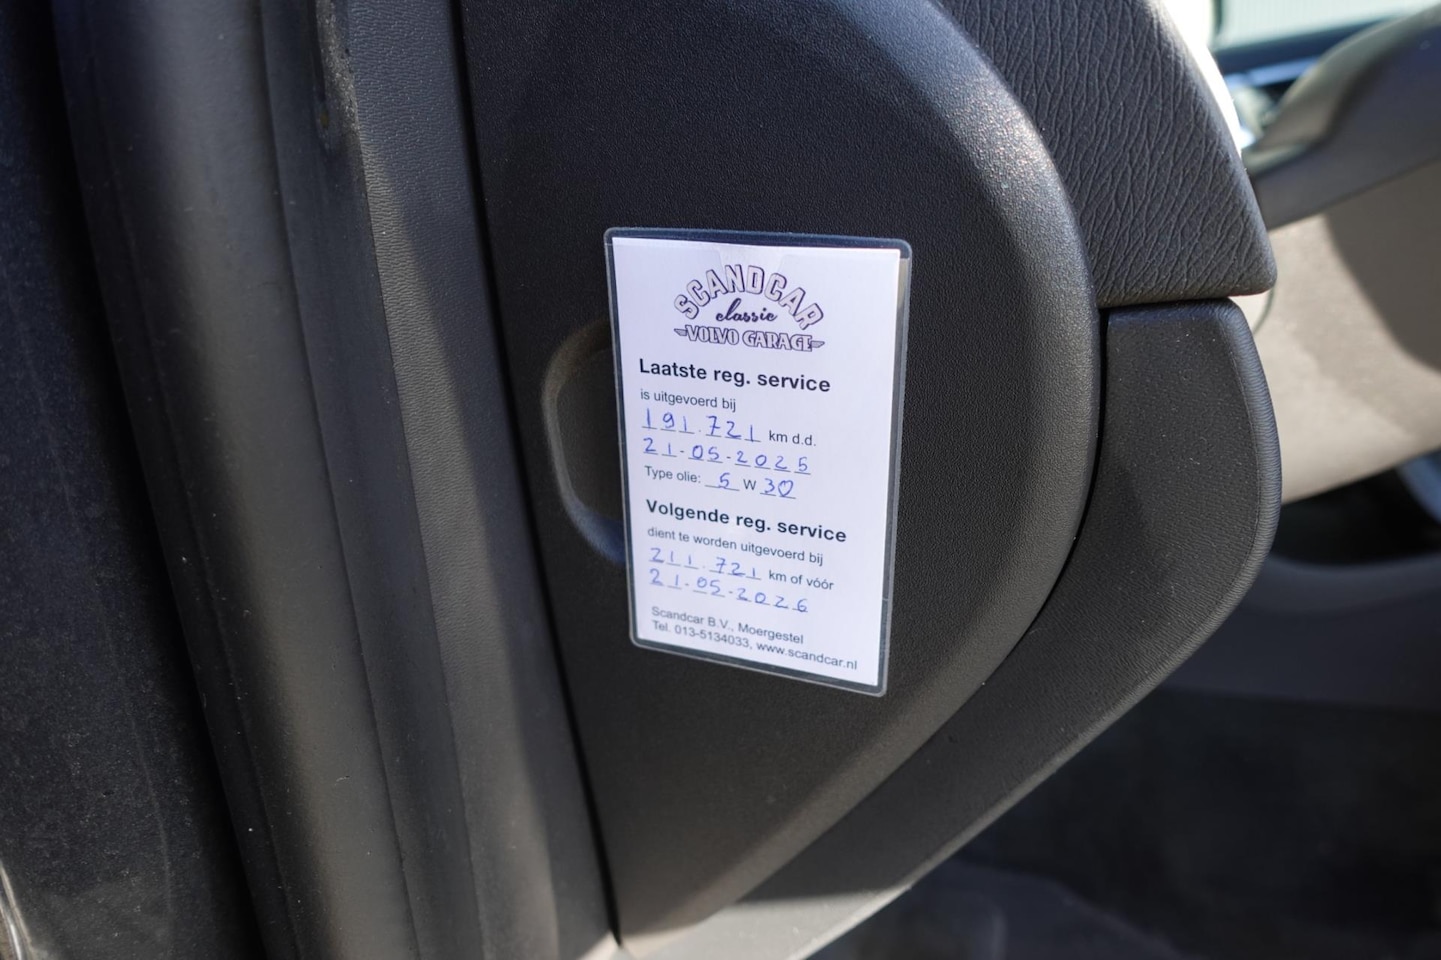 SCANDCAR
classic
VOLVO GARAGE
Laatste reg. service
is uitgevoerd bij
191.721 km d.d.
21-05-2025
Type olie: 5 W 30
Volgende reg. service
dient te worden uitgevoerd bij
211.721 km of vóór
21-05-2026
Scandcar B.V., Moergestel
Tel. 013-5134033, www.scandcar.nl